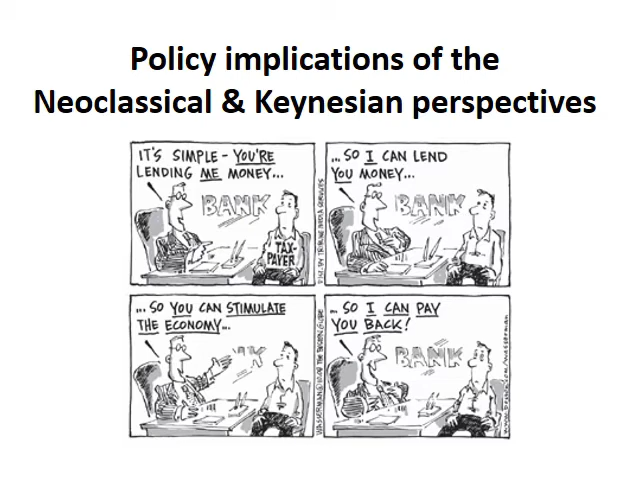 Policy implications of the
Neoclassical & Keynesian perspectives
IT'S SIMPLE - YOU'RE
LENDING ME MONEY...
BANK
TAX-
PAYER
...SO I CAN LEND
YOU MONEY...
BANK
...SO YOU CAN STIMULATE
THE ECONOMY...
NK
...SO I CAN PAY
YOU BACK!
BANK